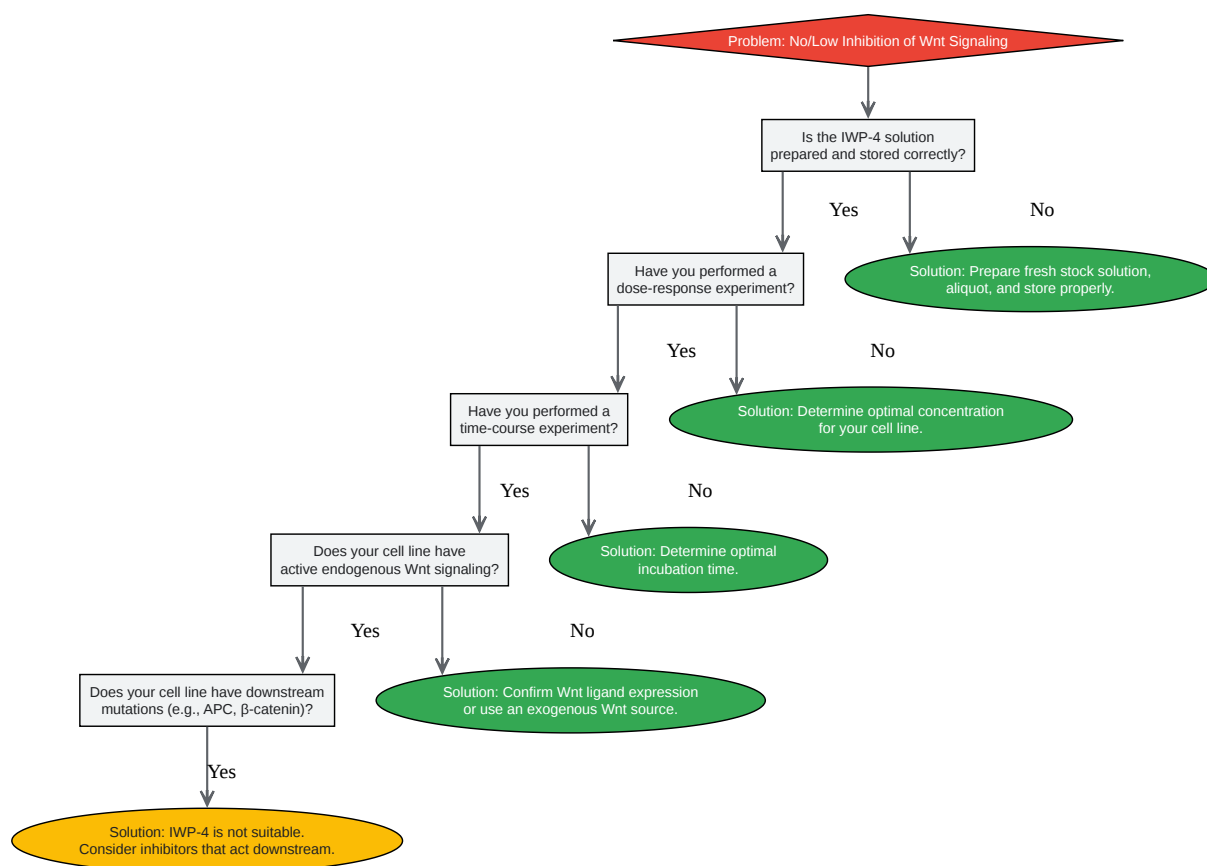 Problem: No/Low Inhibition of Wnt Signaling
Is the IWP-4 solution
prepared and stored correctly?
Yes
No
Have you performed a
dose-response experiment?
Solution: Prepare fresh stock solution,
aliquot, and store properly.
Yes
No
Have you performed a
time-course experiment?
Solution: Determine optimal concentration
for your cell line.
Yes
No
Does your cell line have
active endogenous Wnt signaling?
Solution: Determine optimal
incubation time.
Yes
No
Does your cell line have downstream
mutations (e.g., APC, β-catenin)?
Solution: Confirm Wnt ligand expression
or use an exogenous Wnt source.
Yes
Solution: IWP-4 is not suitable.
Consider inhibitors that act downstream.